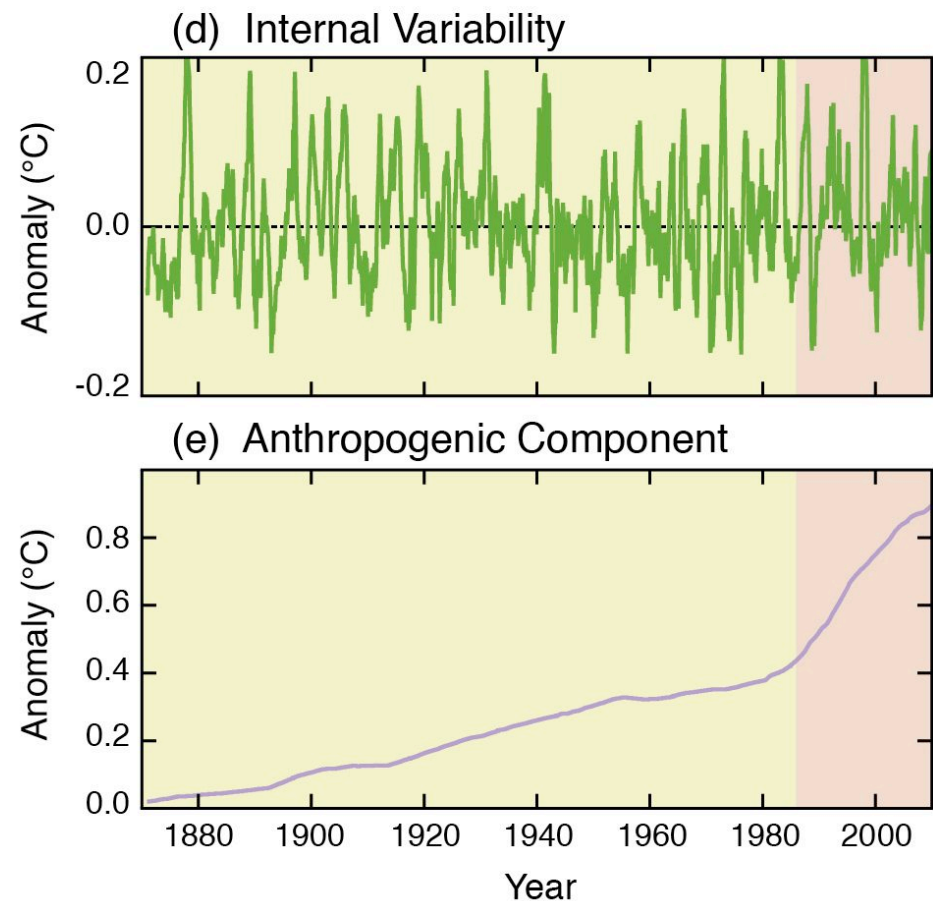 (d) Internal Variability
Anomaly (°C)
0.2
0.0
-0.2
(e) Anthropogenic Component
Anomaly (°C)
0.8
0.6
0.4
0.2
0.0
1880 1900 1920 1940 1960 1980 2000
Year